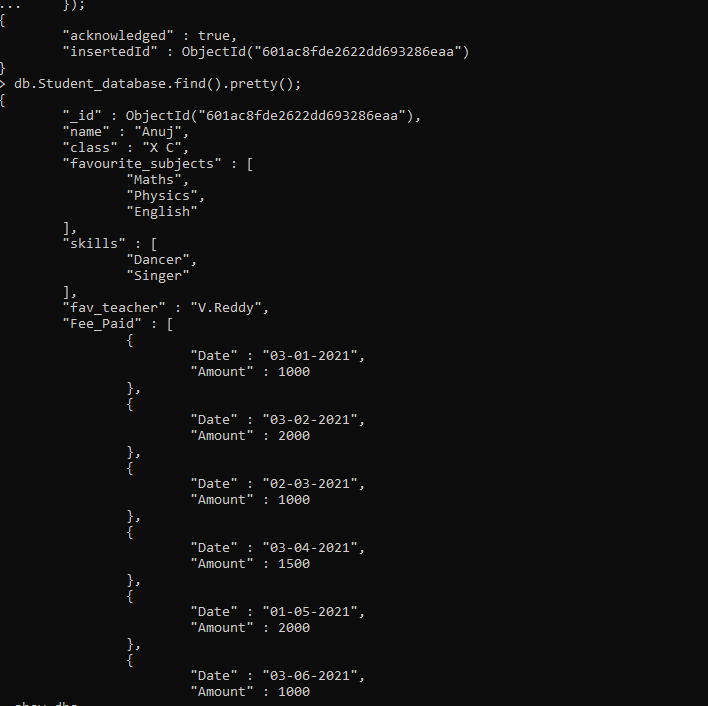 ...     });
{
        "acknowledged" : true,
        "insertedId" : ObjectId("601ac8fde2622dd693286eaa")
}
> db.Student_database.find().pretty();
{
        "_id" : ObjectId("601ac8fde2622dd693286eaa"),
        "name" : "Anuj",
        "class" : "X C",
        "favourite_subjects" : [
                "Maths",
                "Physics",
                "English"
        ],
        "skills" : [
                "Dancer",
                "Singer"
        ],
        "fav_teacher" : "V.Reddy",
        "Fee_Paid" : [
                {
                        "Date" : "03-01-2021",
                        "Amount" : 1000
                },
                {
                        "Date" : "03-02-2021",
                        "Amount" : 2000
                },
                {
                        "Date" : "02-03-2021",
                        "Amount" : 1000
                },
                {
                        "Date" : "03-04-2021",
                        "Amount" : 1500
                },
                {
                        "Date" : "01-05-2021",
                        "Amount" : 2000
                },
                {
                        "Date" : "03-06-2021",
                        "Amount" : 1000